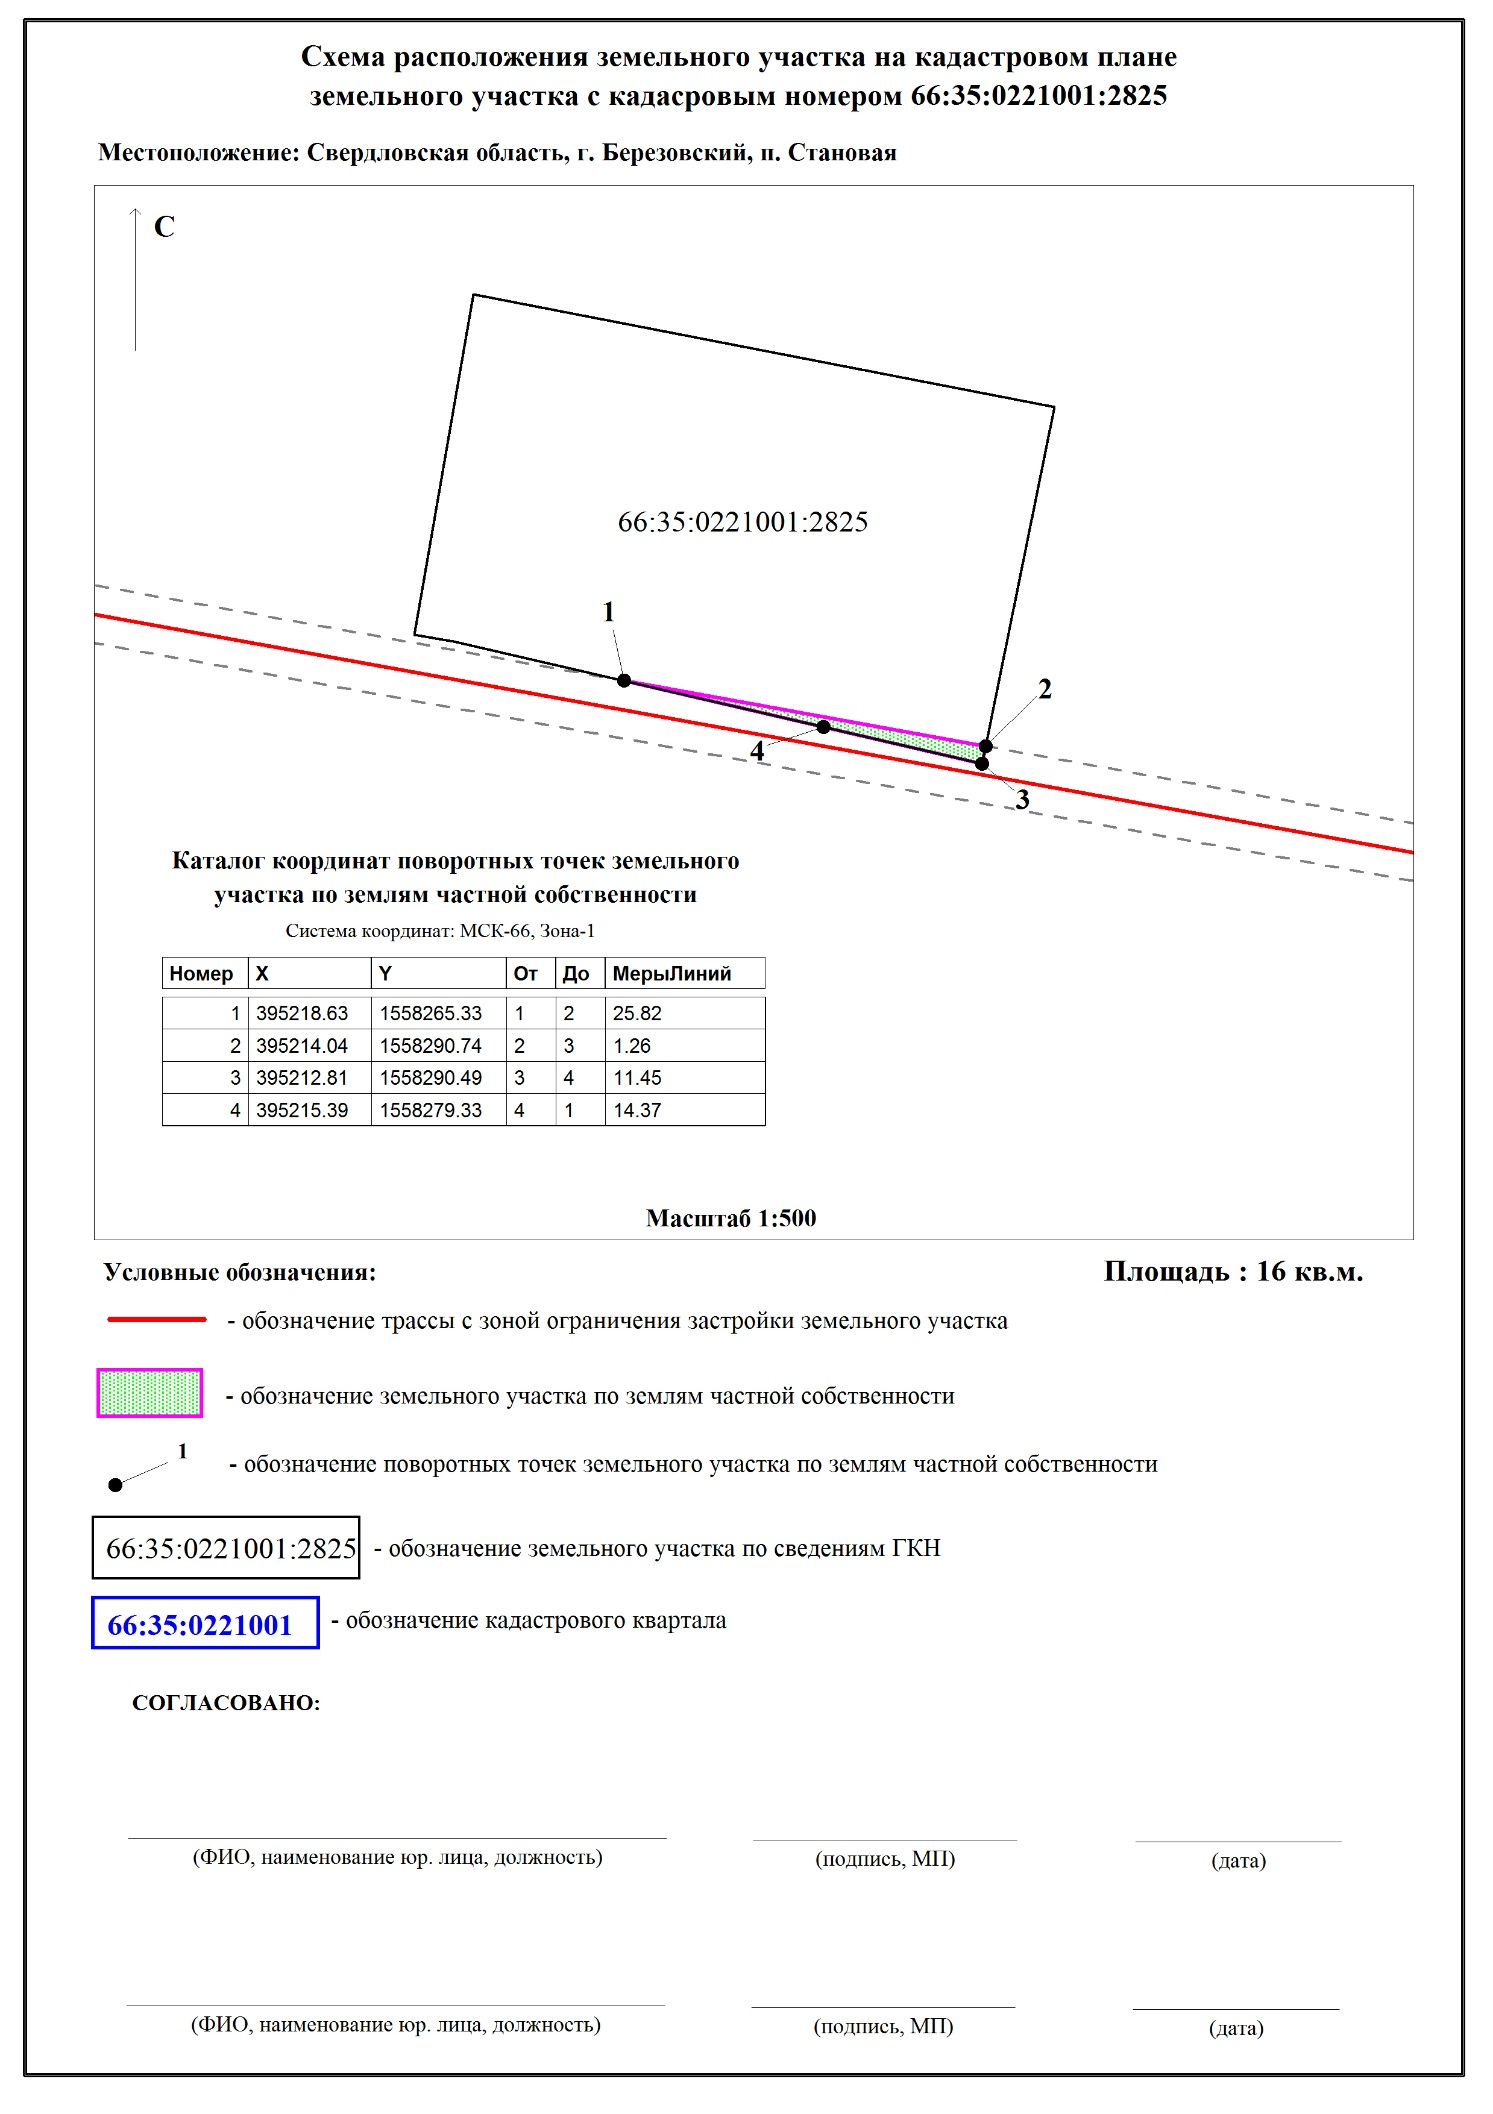 Схема расположения земельного участка на кадастровом плане
земельного участка с кадасровым номером 66:35:0221001:2825
Местоположение: Свердловская область, г. Березовский, п. Становая
С
66:35:0221001:2825
1
2
4
3
Каталог координат поворотных точек земельного
участка по землям частной собственности
Система координат: МСК-66, Зона-1
Номер X Y От До МерыЛиний
1 395218.63 1558265.33 1 2 25.82
2 395214.04 1558290.74 2 3 1.26
3 395212.81 1558290.49 3 4 11.45
4 395215.39 1558279.33 4 1 14.37
Масштаб 1:500
Условные обозначения: Площадь : 16 кв.м.
- обозначение трассы с зоной ограничения застройки земельного участка
- обозначение земельного участка по землям частной собственности
1 - обозначение поворотных точек земельного участка по землям частной собственности
66:35:0221001:2825 - обозначение земельного участка по сведениям ГКН
66:35:0221001 - обозначение кадастрового квартала
СОГЛАСОВАНО:
(ФИО, наименование юр. лица, должность) (подпись, МП) (дата)
(ФИО, наименование юр. лица, должность) (подпись, МП) (дата)